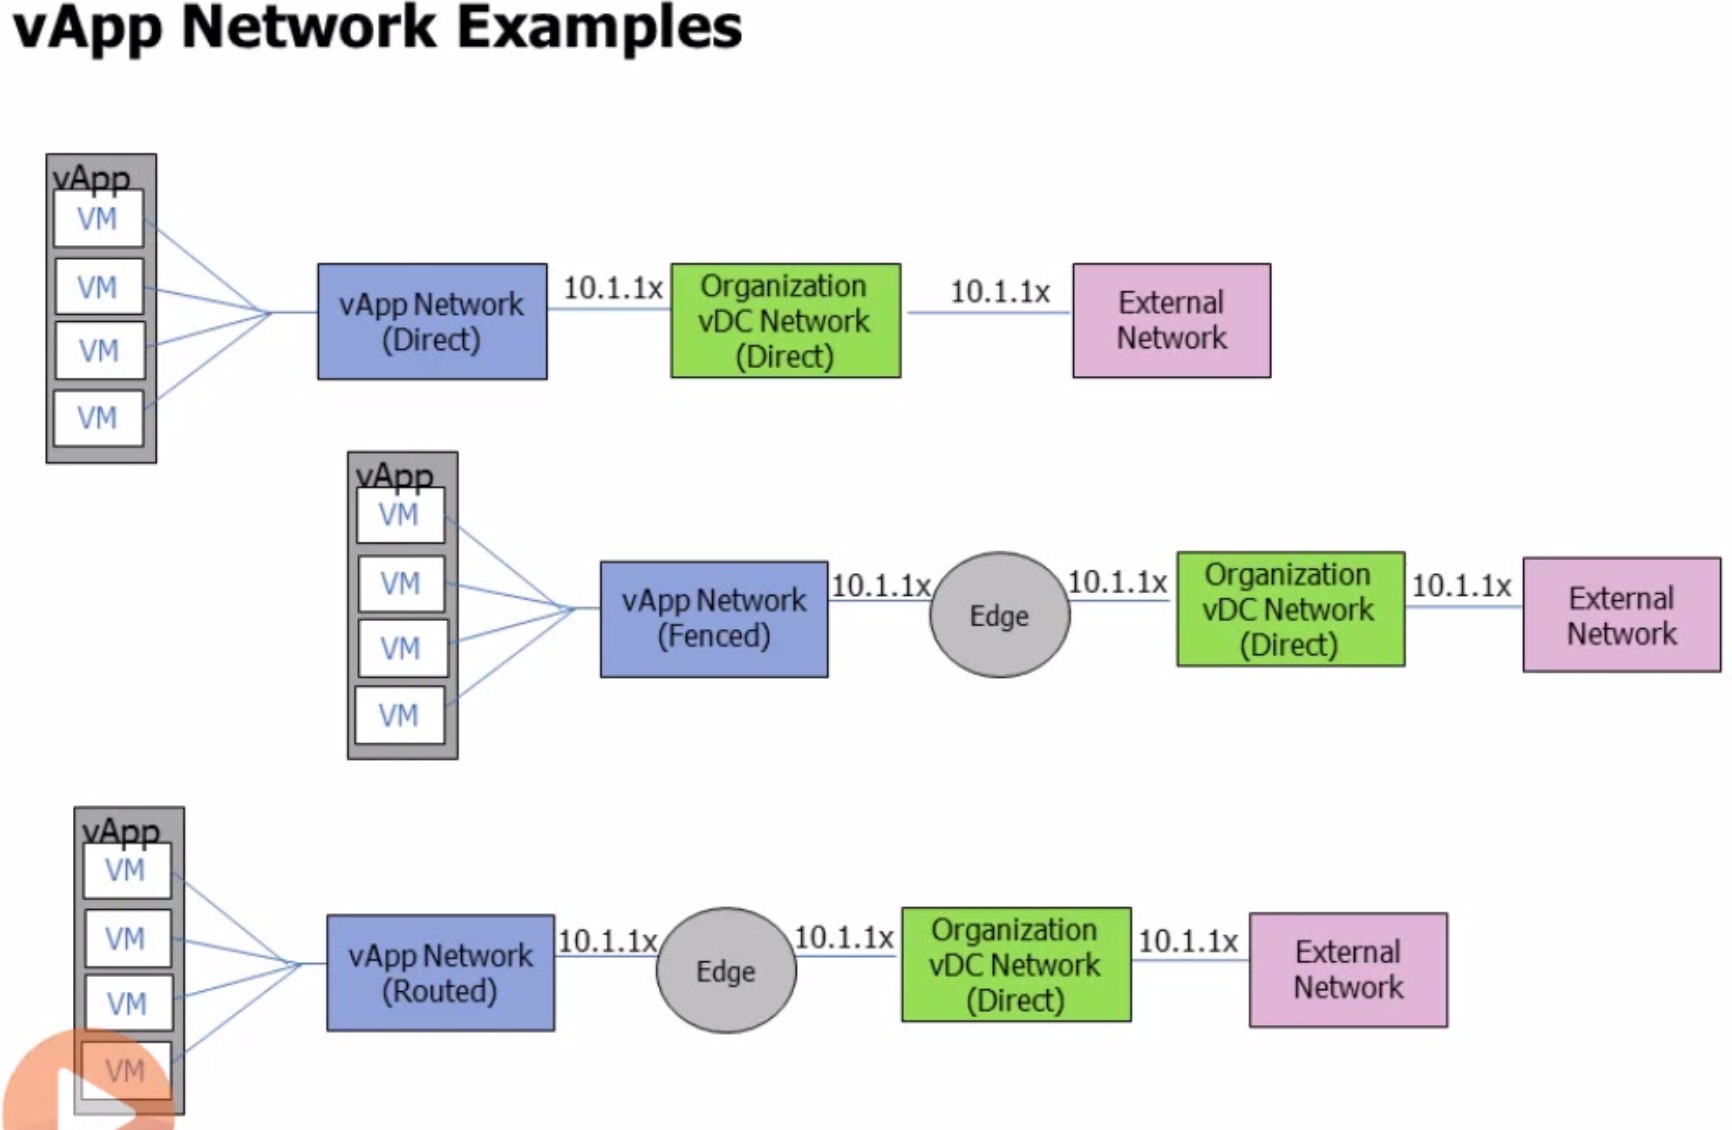 vApp Network Examples
vApp
VM
VM
VM
VM
vApp Network
(Direct)
10.1.1x
Organization
vDC Network
(Direct)
10.1.1x
External
Network
vApp
VM
VM
VM
VM
vApp Network
(Fenced)
10.1.1x
Edge
10.1.1x
Organization
vDC Network
(Direct)
10.1.1x
External
Network
vApp
VM
VM
VM
VM
vApp Network
(Routed)
10.1.1x
Edge
10.1.1x
Organization
vDC Network
(Direct)
10.1.1x
External
Network